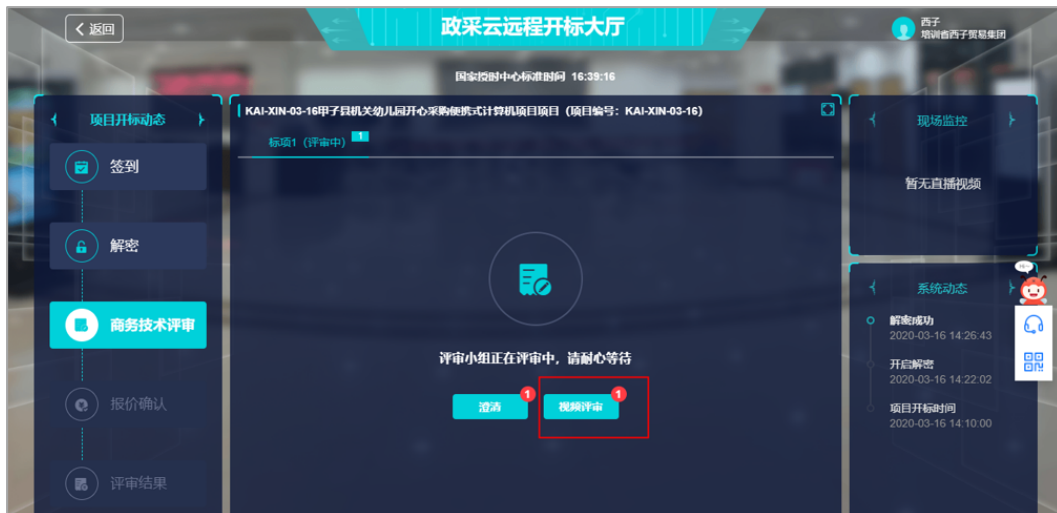 返回
政采云远程开标大厅
西子
培训省西子贸易集团
国家授时中心标准时间 16:39:16
项目开标动态
签到
解密
商务技术评审
报价确认
评审结果
KAI-XIN-03-16甲子县机关幼儿园开心采购便携式计算机项目项目（项目编号：KAI-XIN-03-16）
标项1（评审中） 1
评审小组正在评审中，请耐心等待
澄清 1
视频评审 1
现场监控
暂无直播视频
系统动态
解密成功
2020-03-16 14:26:43
开启解密
2020-03-16 14:22:02
项目开标时间
2020-03-16 14:10:00